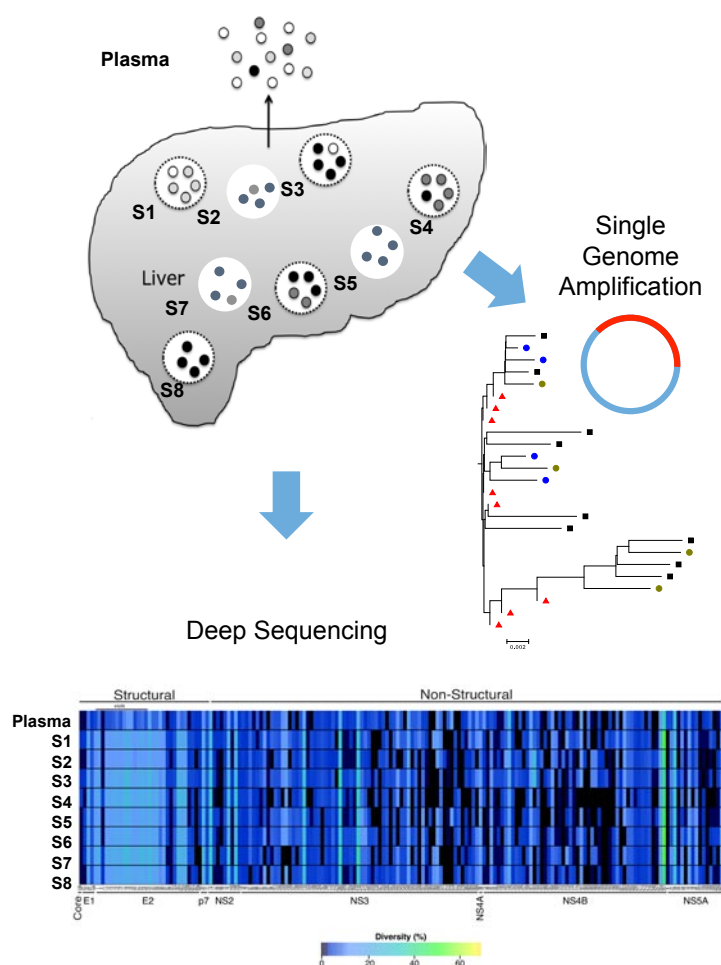 Plasma
S3
S1
S2
S4
Single
Genome
Amplification
Liver
S5
S7
S6
S8
0.002
Deep Sequencing
Structural
Non-Structural
Plasma
S1
S2
S3
S4
S5
S6
S7
S8
Core
E1
E2
p7
NS2
NS3
NS4A
NS4B
NS5A
Diversity (%)
0
20
40
60